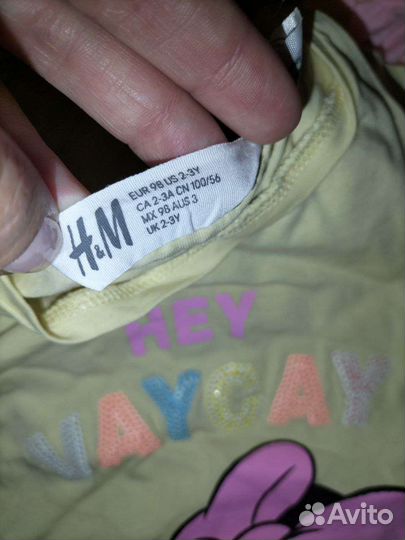 H&M
EUR 98 US 2-3Y
CA 2-3A CN 100/56
MX 98 AUS 3
UK 2-3Y
HEY
VAYCAY
Avito